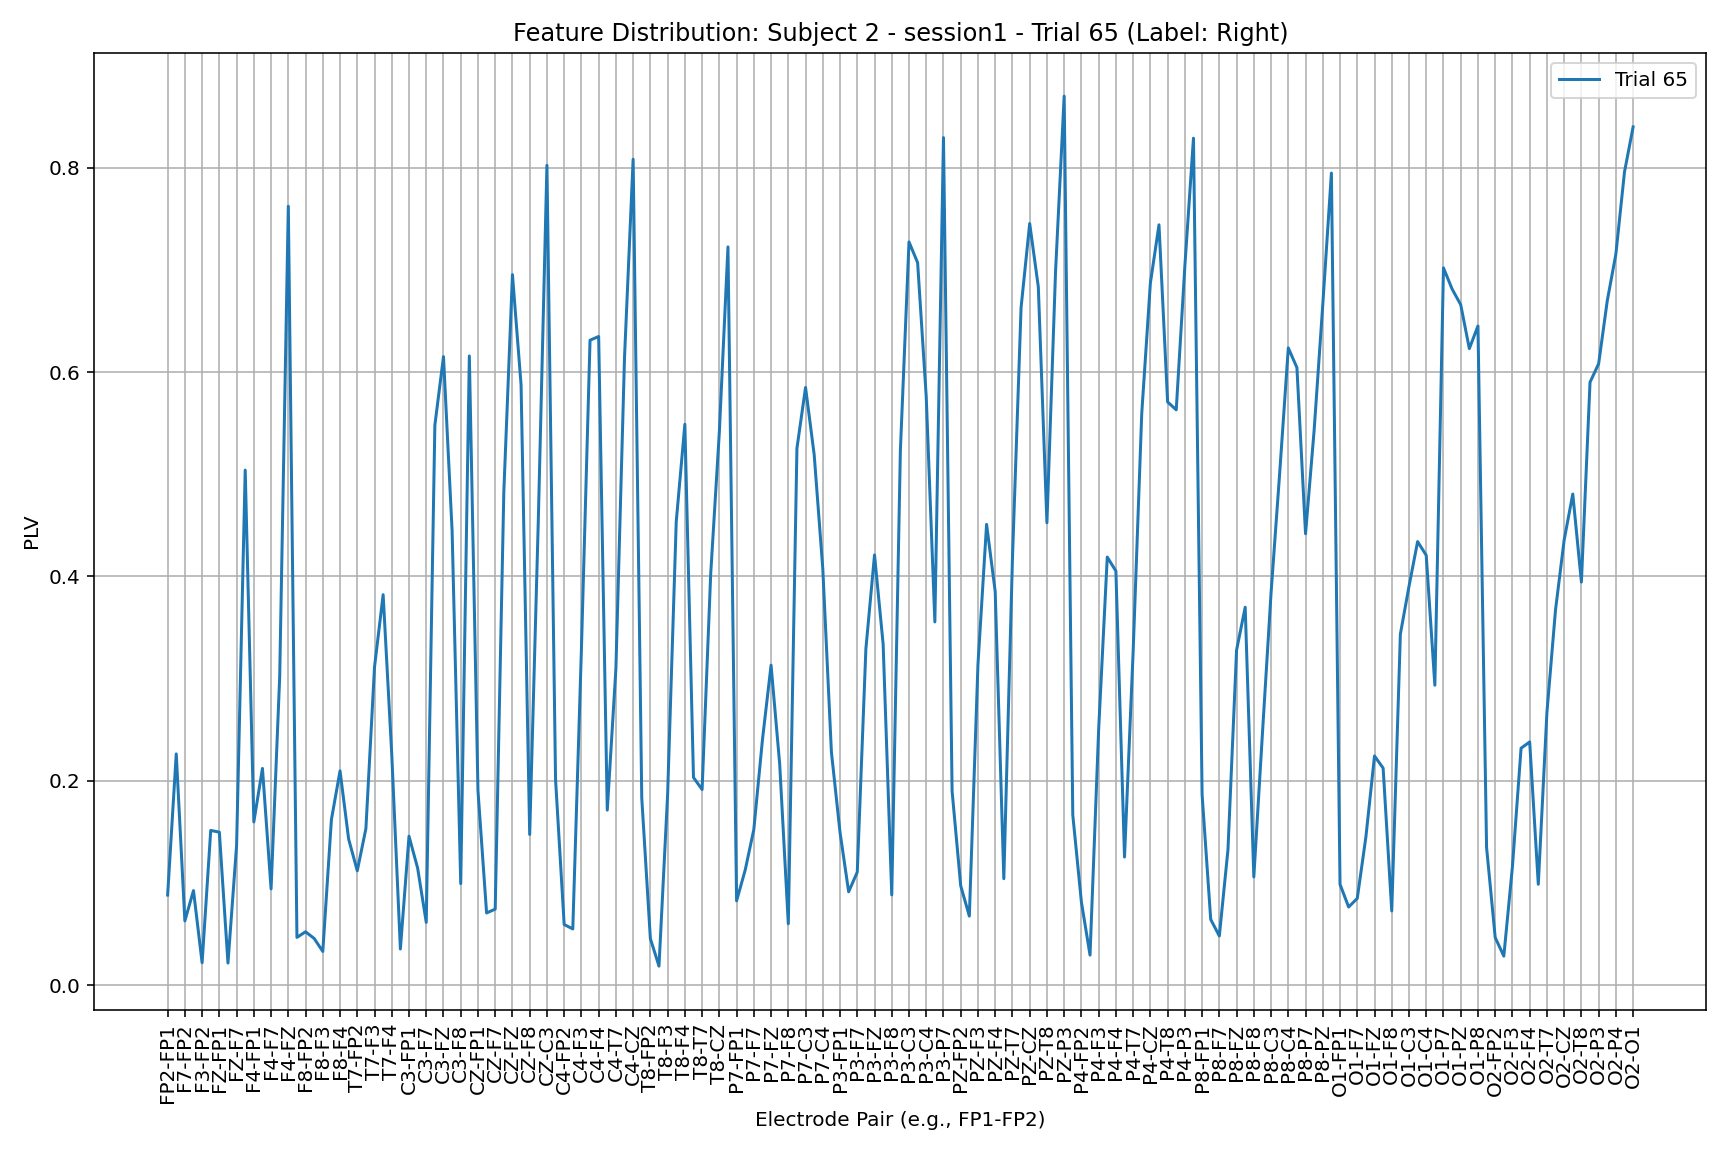 Feature Distribution: Subject 2 - session1 - Trial 65 (Label: Right)
Trial 65
PLV
0.8
0.6
0.4
0.2
0.0
FP2-FP1
F7-FP2
F3-FP2
FZ-FP1
FZ-F7
F4-FP1
F4-F7
F4-FZ
F8-FP2
F8-F3
F8-F4
T7-FP2
T7-F3
T7-F4
C3-FP1
C3-F7
C3-FZ
C3-F8
CZ-FP1
CZ-F7
CZ-FZ
CZ-F8
CZ-C3
C4-FP2
C4-F3
C4-F4
C4-T7
C4-CZ
T8-FP2
T8-F3
T8-F4
T8-T7
T8-CZ
P7-FP1
P7-F7
P7-FZ
P7-F8
P7-C3
P7-C4
P3-FP1
P3-F7
P3-FZ
P3-F8
P3-C3
P3-C4
P3-P7
PZ-FP2
PZ-F3
PZ-F4
PZ-T7
PZ-CZ
PZ-T8
PZ-P3
P4-FP2
P4-F3
P4-F4
P4-T7
P4-CZ
P4-T8
P4-P3
P8-FP1
P8-F7
P8-FZ
P8-F8
P8-C3
P8-C4
P8-P7
P8-PZ
O1-FP1
O1-F7
O1-FZ
O1-F8
O1-C3
O1-C4
O1-P7
O1-PZ
O1-P8
O2-FP2
O2-F3
O2-F4
O2-T7
O2-CZ
O2-T8
O2-P3
O2-P4
O2-O1
Electrode Pair (e.g., FP1-FP2)